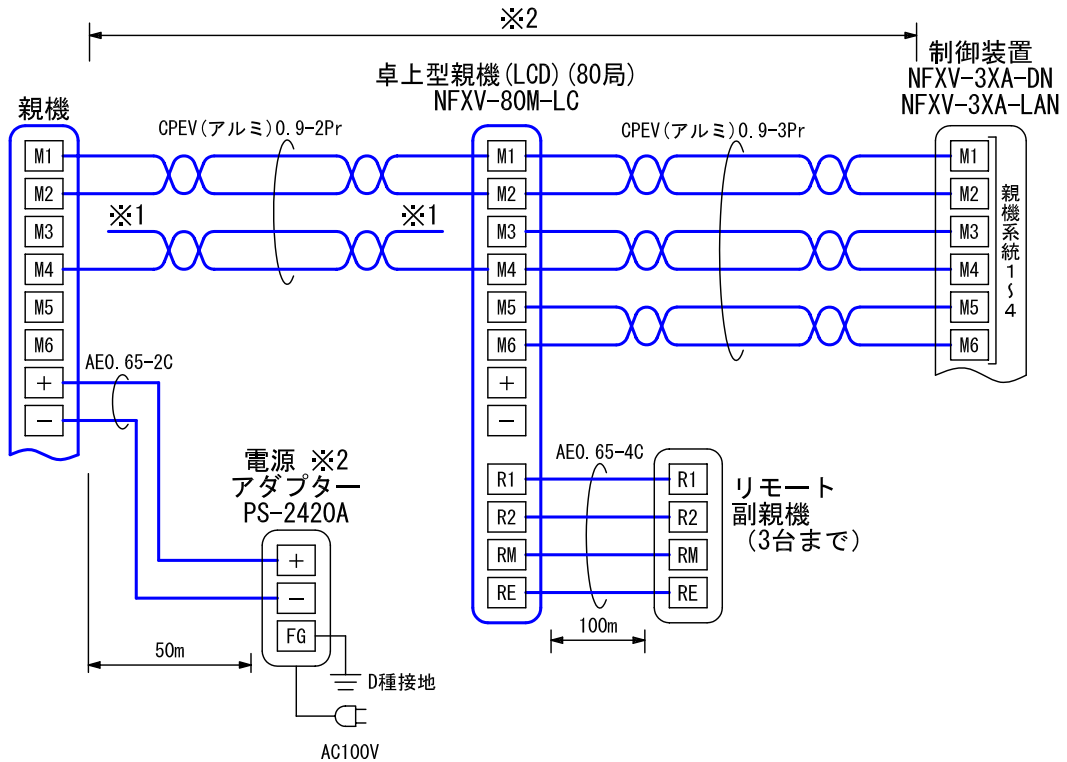 ※2
制御装置
NFXV-3XA-DN
NFXV-3XA-LAN
卓上型親機(LCD)(80局)
NFXV-80M-LC
親機
CPEV(アルミ)0.9-2Pr
CPEV(アルミ)0.9-3Pr
M1
M2
M3
M4
M5
M6
+
−
※1
※1
M1
M2
M3
M4
M5
M6
+
−
R1
R2
RM
RE
M1
M2
M3
M4
M5
M6
親機系統1~4
AE0.65-2C
電源 ※2
アダプター
PS-2420A
+
−
FG
50m
D種接地
AC100V
AE0.65-4C
R1
R2
RM
RE
リモート
副親機
(3台まで)
100m